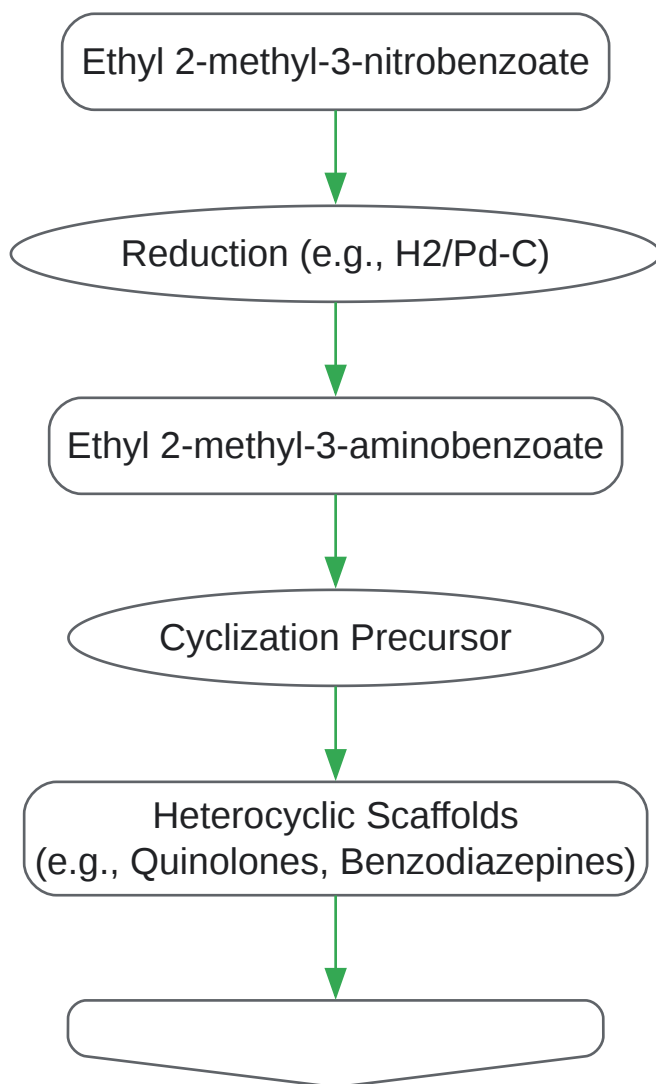 Ethyl 2-methyl-3-nitrobenzoate
Reduction (e.g., H2/Pd-C)
Ethyl 2-methyl-3-aminobenzoate
Cyclization Precursor
Heterocyclic Scaffolds
(e.g., Quinolones, Benzodiazepines)